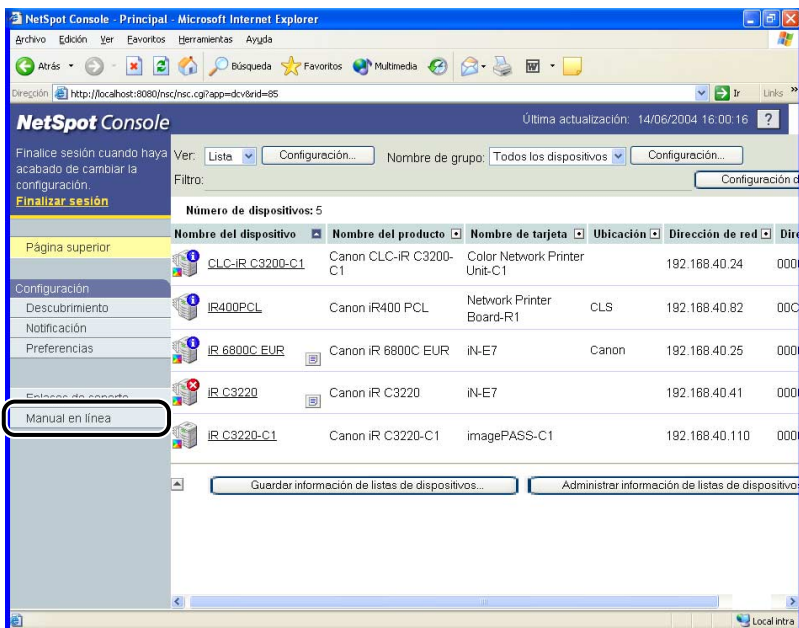 NetSpot Console - Principal - Microsoft Internet Explorer
Archivo Edición Ver Favoritos Herramientas Ayuda
Atrás Búsqueda Favoritos Multimedia
Dirección http://localhost:8080/nsc/nsc.cgi?app=dcv&rid=85 Ir Links »
NetSpot Console Última actualización: 14/06/2004 16:00:16 ?
Finalice sesión cuando haya
acabado de cambiar la
configuración.
Finalizar sesión
Página superior
Configuración
Descubrimiento
Notificación
Preferencias
Enlaces de soporte
Manual en línea
Ver: Lista Configuración... Nombre de grupo: Todos los dispositivos Configuración...
Filtro: Configuración d
Número de dispositivos: 5
Nombre del dispositivo Nombre del producto Nombre de tarjeta Ubicación Dirección de red Dire
CLC-iR C3200-C1 Canon CLC-iR C3200-
C1 Color Network Printer
Unit-C1 192.168.40.24 000
IR400PCL Canon iR400 PCL Network Printer
Board-R1 CLS 192.168.40.82 00C
iR 6800C EUR Canon iR 6800C EUR iN-E7 Canon 192.168.40.25 000
iR C3220 Canon iR C3220 iN-E7 192.168.40.41 000
iR C3220-C1 Canon iR C3220-C1 imagePASS-C1 192.168.40.110 000
Guardar información de listas de dispositivos... Administrar información de listas de dispositivo
Local intra